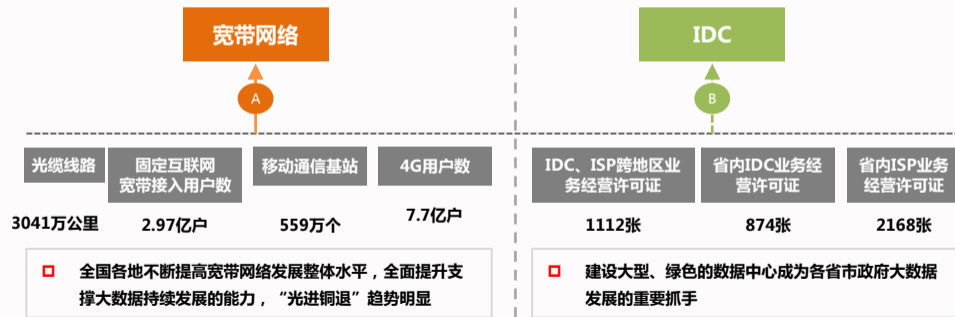 宽带网络
IDC
A
B
光缆线路
固定互联网
宽带接入用户数
移动通信基站
4G用户数
IDC、ISP跨地区业
务经营许可证
省内IDC业务经
营许可证
省内ISP业务
经营许可证
3041万公里
2.97亿户
559万个
7.7亿户
1112张
874张
2168张
全国各地不断提高宽带网络发展整体水平，全面提升支
撑大数据持续发展的能力，“光进铜退”趋势明显
建设大型、绿色的数据中心成为各省市政府大数据
发展的重要抓手